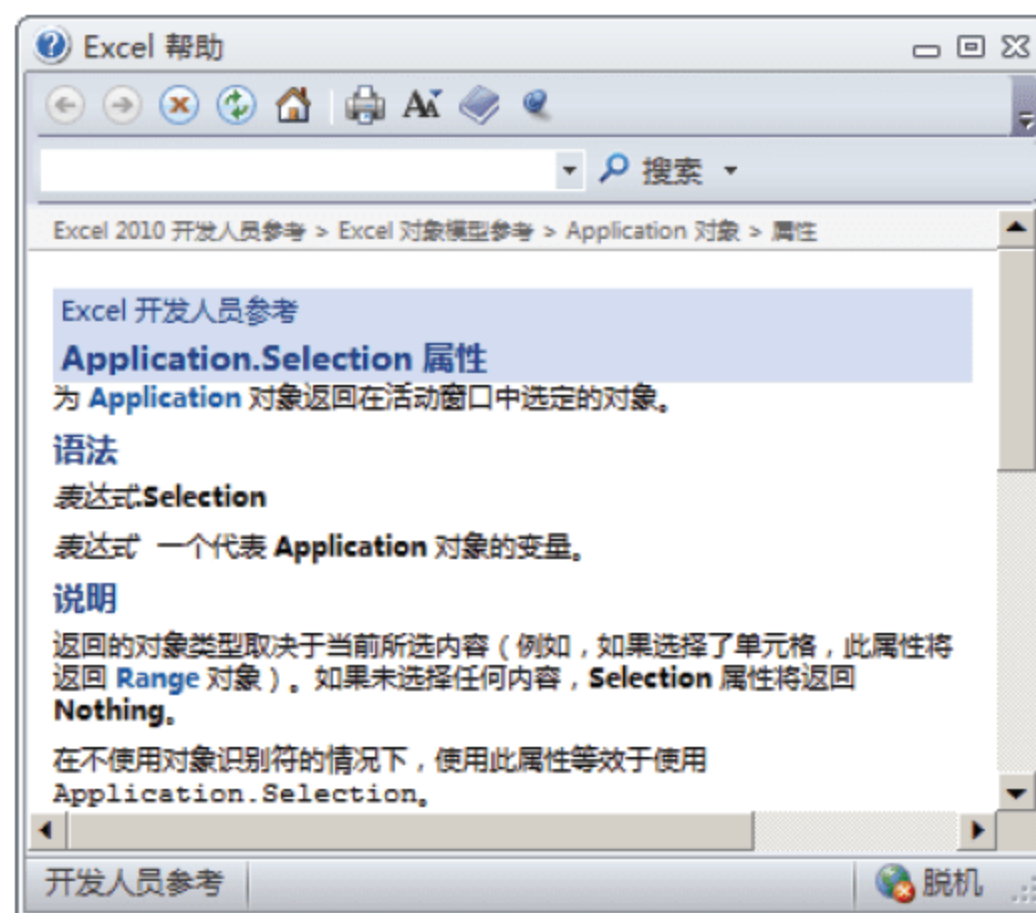 Excel 帮助
搜索
Excel 2010 开发人员参考 > Excel 对象模型参考 > Application 对象 > 属性
Excel 开发人员参考
Application.Selection 属性
为 Application 对象返回在活动窗口中选定的对象。
语法
表达式.Selection
表达式 一个代表 Application 对象的变量。
说明
返回的对象类型取决于当前所选内容（例如，如果选择了单元格，此属性将
返回 Range 对象）。如果未选择任何内容，Selection 属性将返回
Nothing。
在不使用对象识别符的情况下，使用此属性等效于使用
Application.Selection。
开发人员参考
脱机